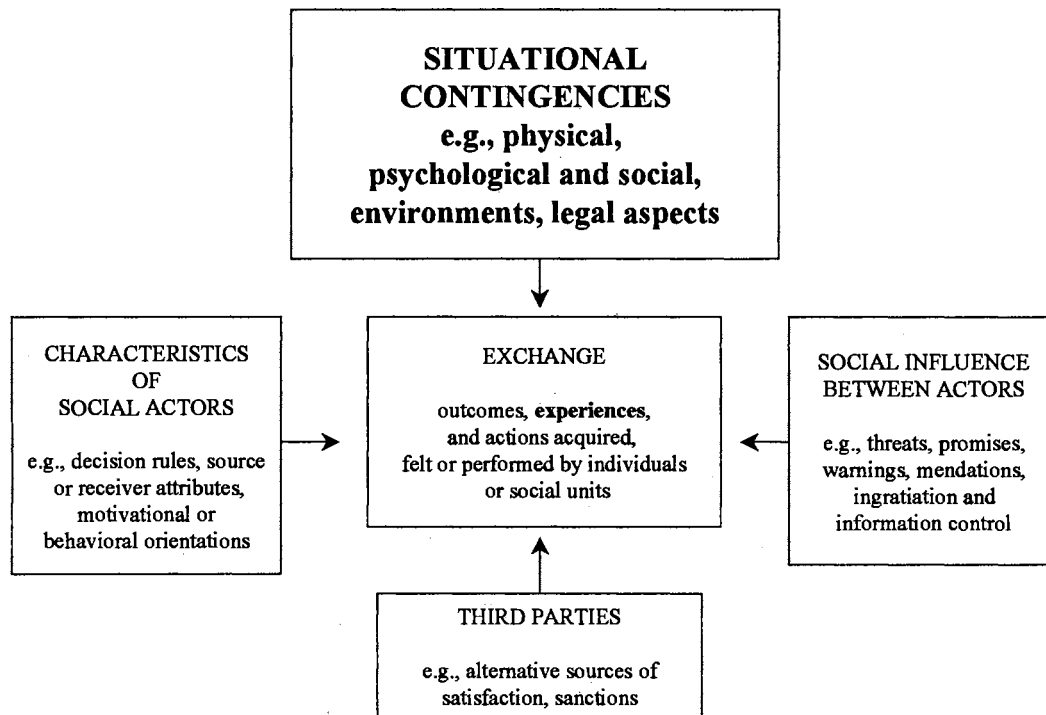 SITUATIONAL
CONTINGENCIES
e.g., physical,
psychological and social,
environments, legal aspects
CHARACTERISTICS
OF
SOCIAL ACTORS
e.g., decision rules, source
or receiver attributes,
motivational or
behavioral orientations
EXCHANGE
outcomes, experiences,
and actions acquired,
felt or performed by individuals
or social units
SOCIAL INFLUENCE
BETWEEN ACTORS
e.g., threats, promises,
warnings, mendations,
ingratiation and
information control
THIRD PARTIES
e.g., alternative sources of
satisfaction, sanctions